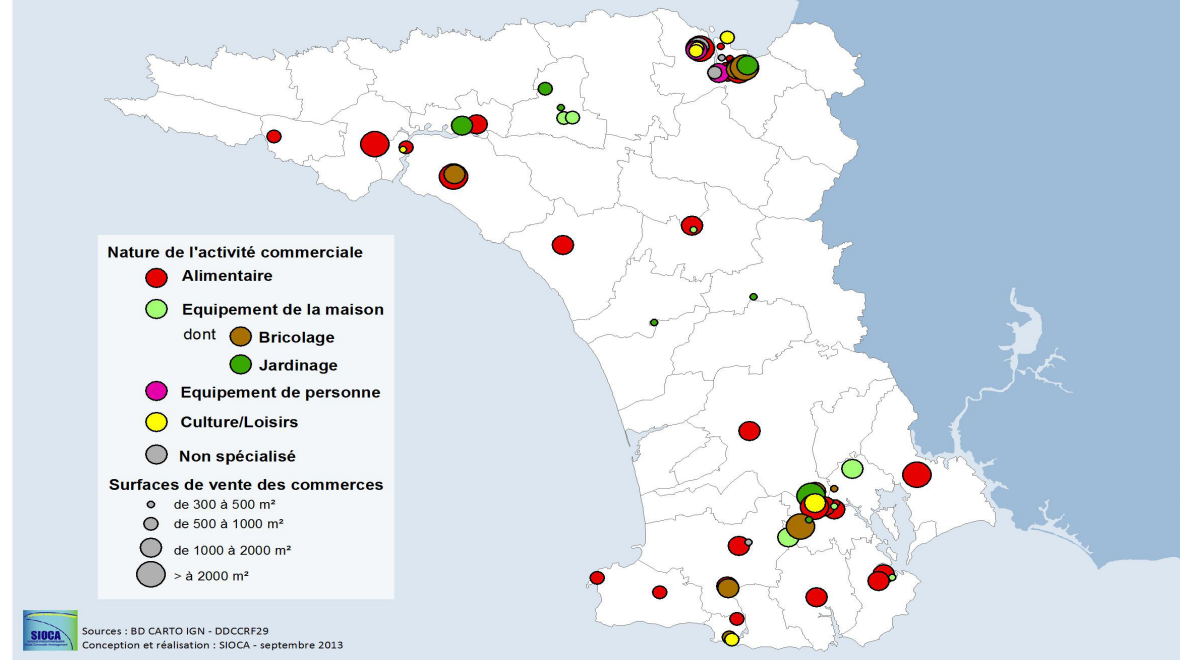 Nature de l'activité commerciale
Alimentaire
Equipement de la maison
dont Bricolage
Jardinage
Equipement de personne
Culture/Loisirs
Non spécialisé
Surfaces de vente des commerces
de 300 à 500 m²
de 500 à 1000 m²
de 1000 à 2000 m²
> à 2000 m²
SIOCA
Sources : BD CARTO IGN - DDCCRF29
Conception et réalisation : SIOCA - septembre 2013